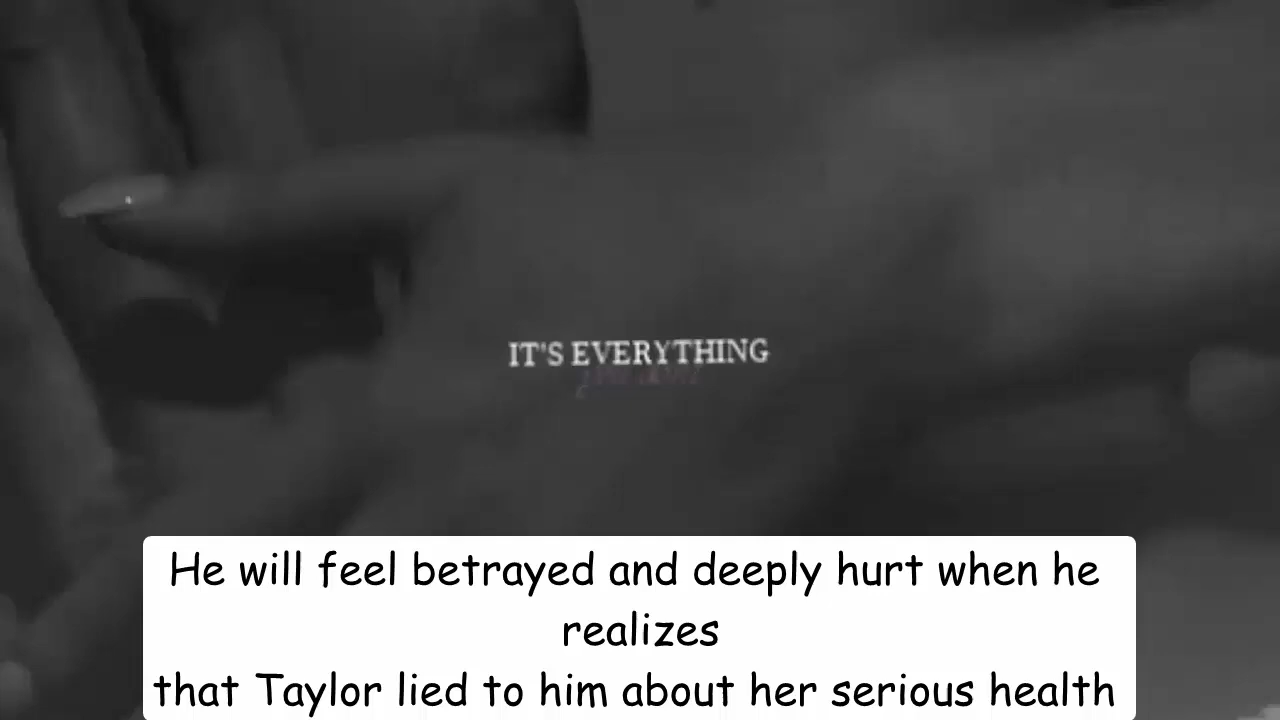 IT'S EVERYTHING
He will feel betrayed and deeply hurt when he
realizes
that Taylor lied to him about her serious health